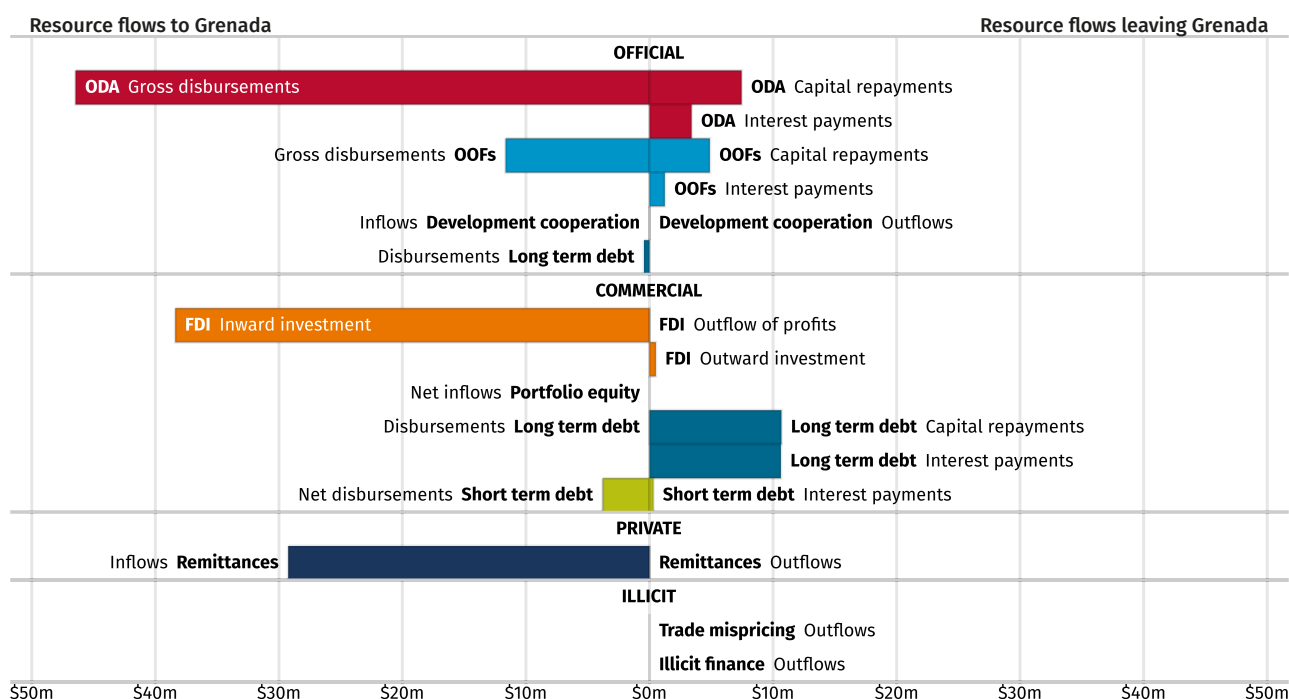 Resource flows to Grenada Resource flows leaving Grenada
OFFICIAL
ODA Gross disbursements ODA Capital repayments
ODA Interest payments
Gross disbursements OOFs OOFs Capital repayments
OOFs Interest payments
Inflows Development cooperation Development cooperation Outflows
Disbursements Long term debt
COMMERCIAL
FDI Inward investment FDI Outflow of profits
FDI Outward investment
Net inflows Portfolio equity
Disbursements Long term debt Long term debt Capital repayments
Long term debt Interest payments
Net disbursements Short term debt Short term debt Interest payments
PRIVATE
Inflows Remittances Remittances Outflows
ILLICIT
Trade mispricing Outflows
Illicit finance Outflows
$50m $40m $30m $20m $10m $0m $10m $20m $30m $40m $50m